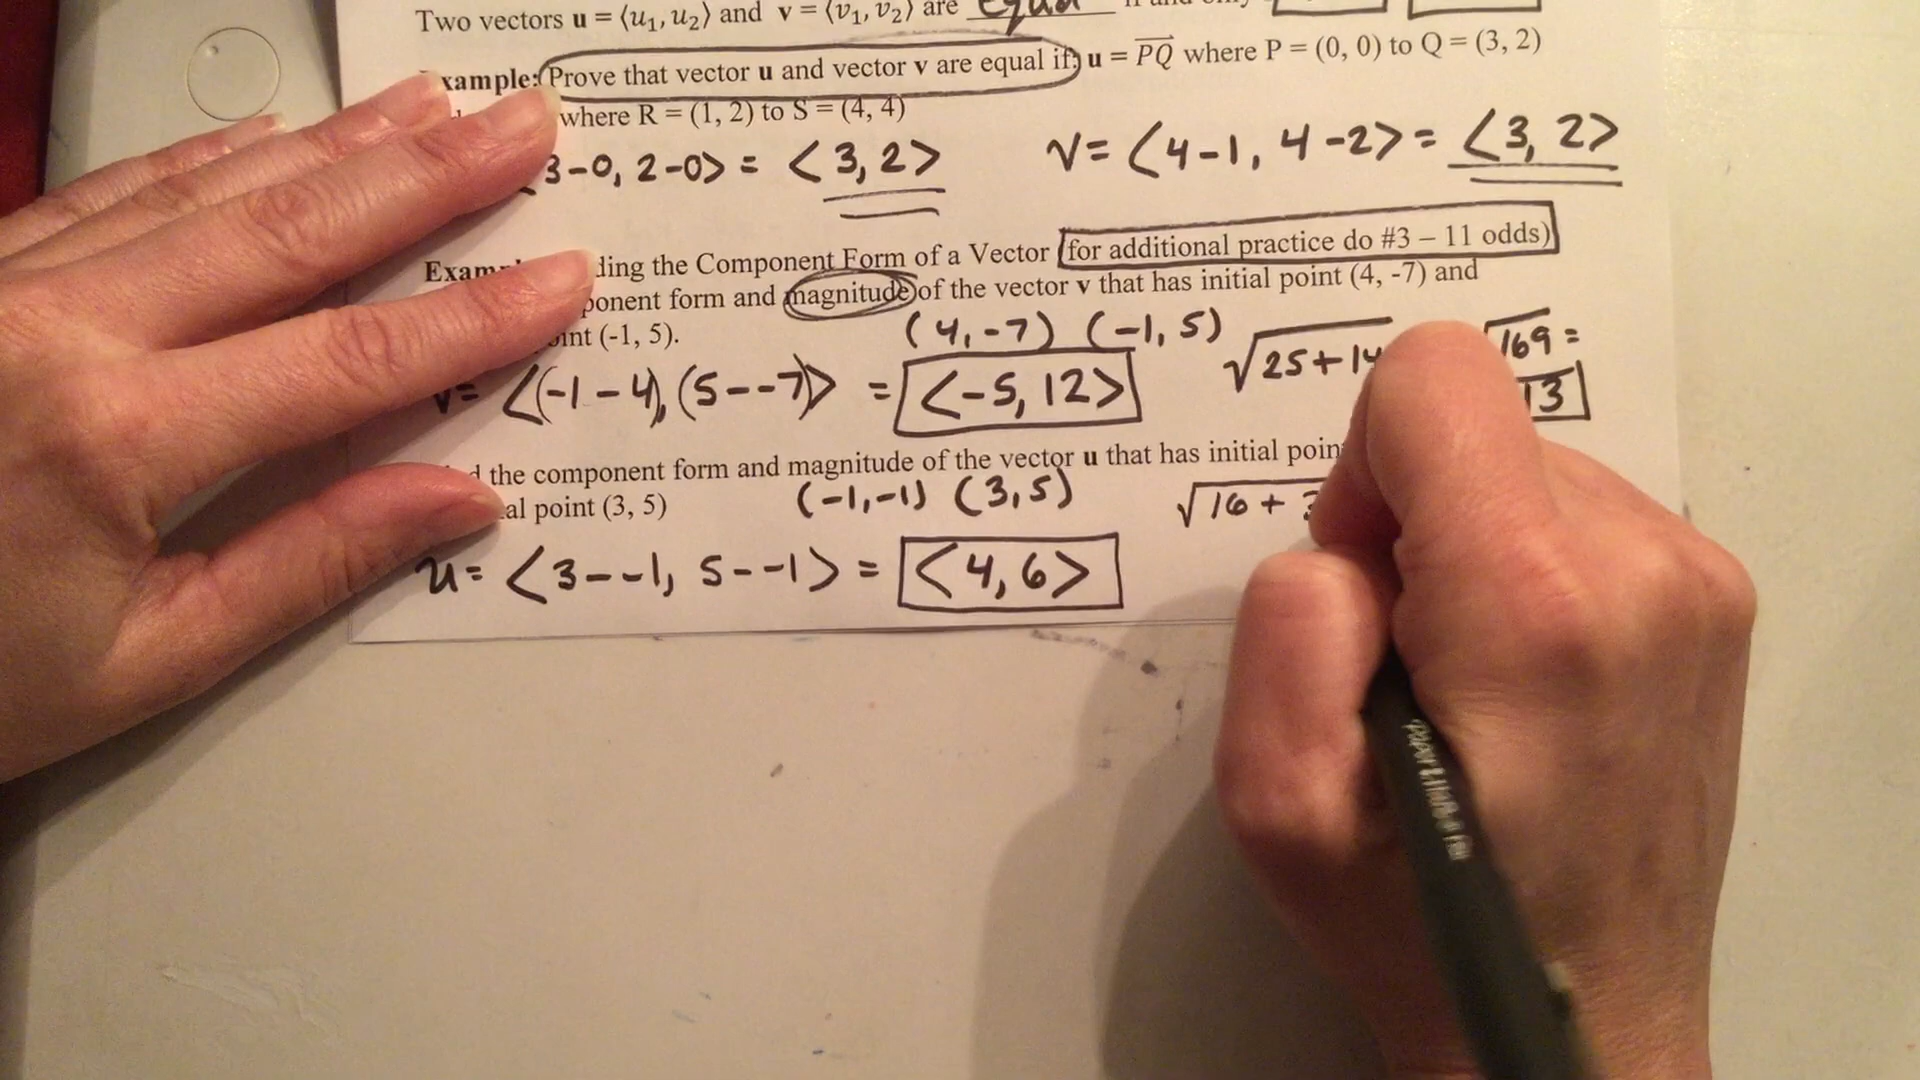 Two vectors u = ⟨u₁, u₂⟩ and v = ⟨v₁, v₂⟩ are equal
xample: Prove that vector u and vector v are equal if: u = PQ where P = (0, 0) to Q = (3, 2)
where R = (1, 2) to S = (4, 4)
3-0, 2-0> = <3, 2> v = <4-1, 4-2> = <3, 2>
Exam ding the Component Form of a Vector (for additional practice do #3 – 11 odds)
ponent form and magnitude of the vector v that has initial point (4, -7) and
int (-1, 5). (4, -7) (-1, 5)
v = <(-1-4), (5--7)> = <-5, 12> √25+14 √169 =
13
d the component form and magnitude of the vector u that has initial poin
al point (3, 5) (-1,-1) (3,5) √16 + 3
u = <3--1, 5--1> = <4, 6>